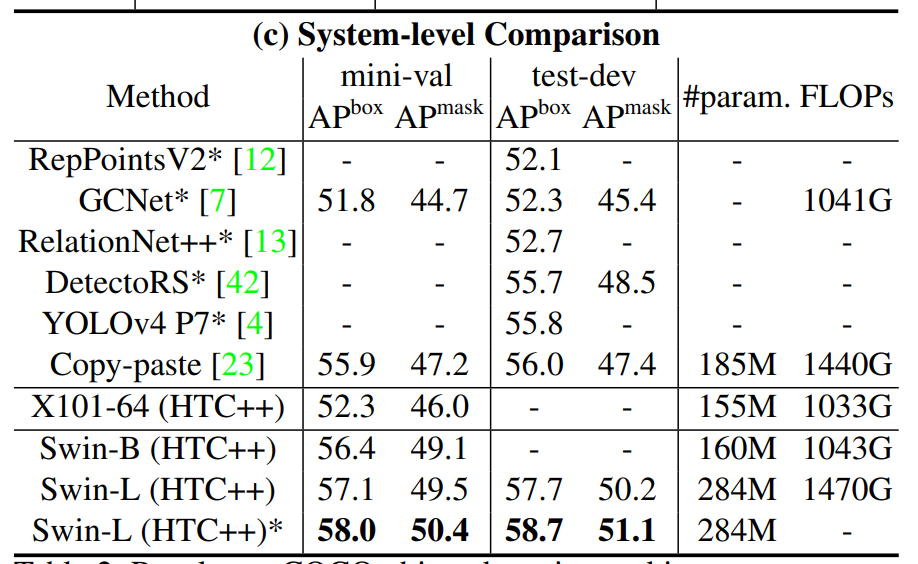 (c) System-level Comparison
Method mini-val test-dev #param. FLOPs
AP^box AP^mask AP^box AP^mask
RepPointsV2* [12] - - 52.1 - - -
GCNet* [7] 51.8 44.7 52.3 45.4 - 1041G
RelationNet++* [13] - - 52.7 - - -
DetectoRS* [42] - - 55.7 48.5 - -
YOLOv4 P7* [4] - - 55.8 - - -
Copy-paste [23] 55.9 47.2 56.0 47.4 185M 1440G
X101-64 (HTC++) 52.3 46.0 - - 155M 1033G
Swin-B (HTC++) 56.4 49.1 - - 160M 1043G
Swin-L (HTC++) 57.1 49.5 57.7 50.2 284M 1470G
Swin-L (HTC++)* 58.0 50.4 58.7 51.1 284M -